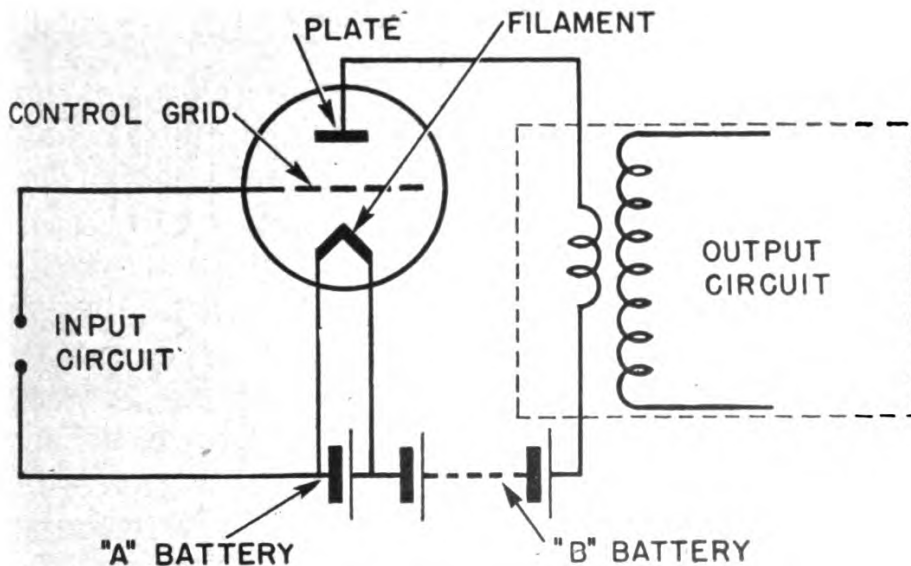 PLATE
FILAMENT
CONTROL GRID
INPUT
CIRCUIT
OUTPUT
CIRCUIT
"A" BATTERY
"B" BATTERY